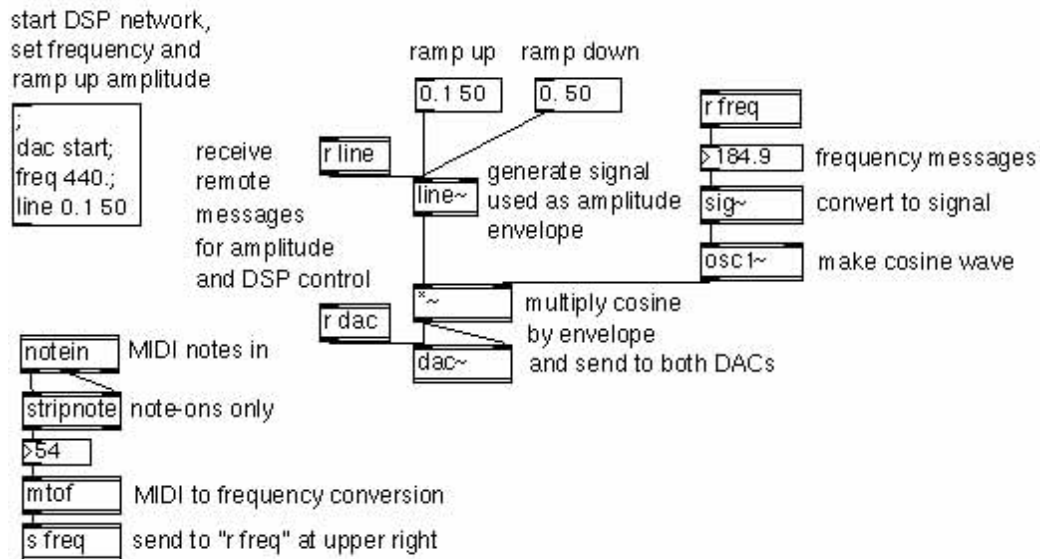 start DSP network,
set frequency and
ramp up amplitude
;
dac start;
freq 440.;
line 0.1 50
ramp up
ramp down
0.1 50
0. 50
r line
receive
remote
messages
for amplitude
and DSP control
line~
generate signal
used as amplitude
envelope
r freq
184.9
frequency messages
sig~
convert to signal
osc1~
make cosine wave
*~
multiply cosine
by envelope
and send to both DACs
r dac
dac~
notein
MIDI notes in
stripnote
note-ons only
54
mtof
MIDI to frequency conversion
s freq
send to "r freq" at upper right